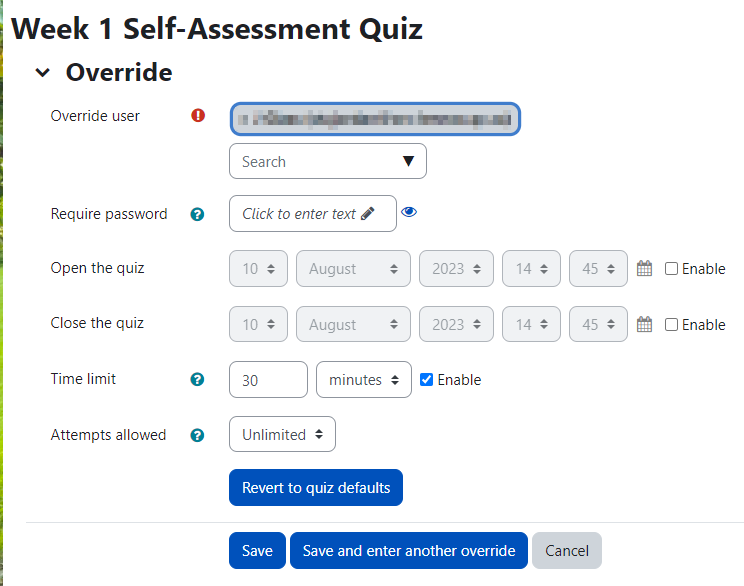 Week 1 Self-Assessment Quiz
Override
Override user
Search
Require password Click to enter text
Open the quiz 10 August 2023 14 45 Enable
Close the quiz 10 August 2023 14 45 Enable
Time limit 30 minutes Enable
Attempts allowed Unlimited
Revert to quiz defaults
Save Save and enter another override Cancel